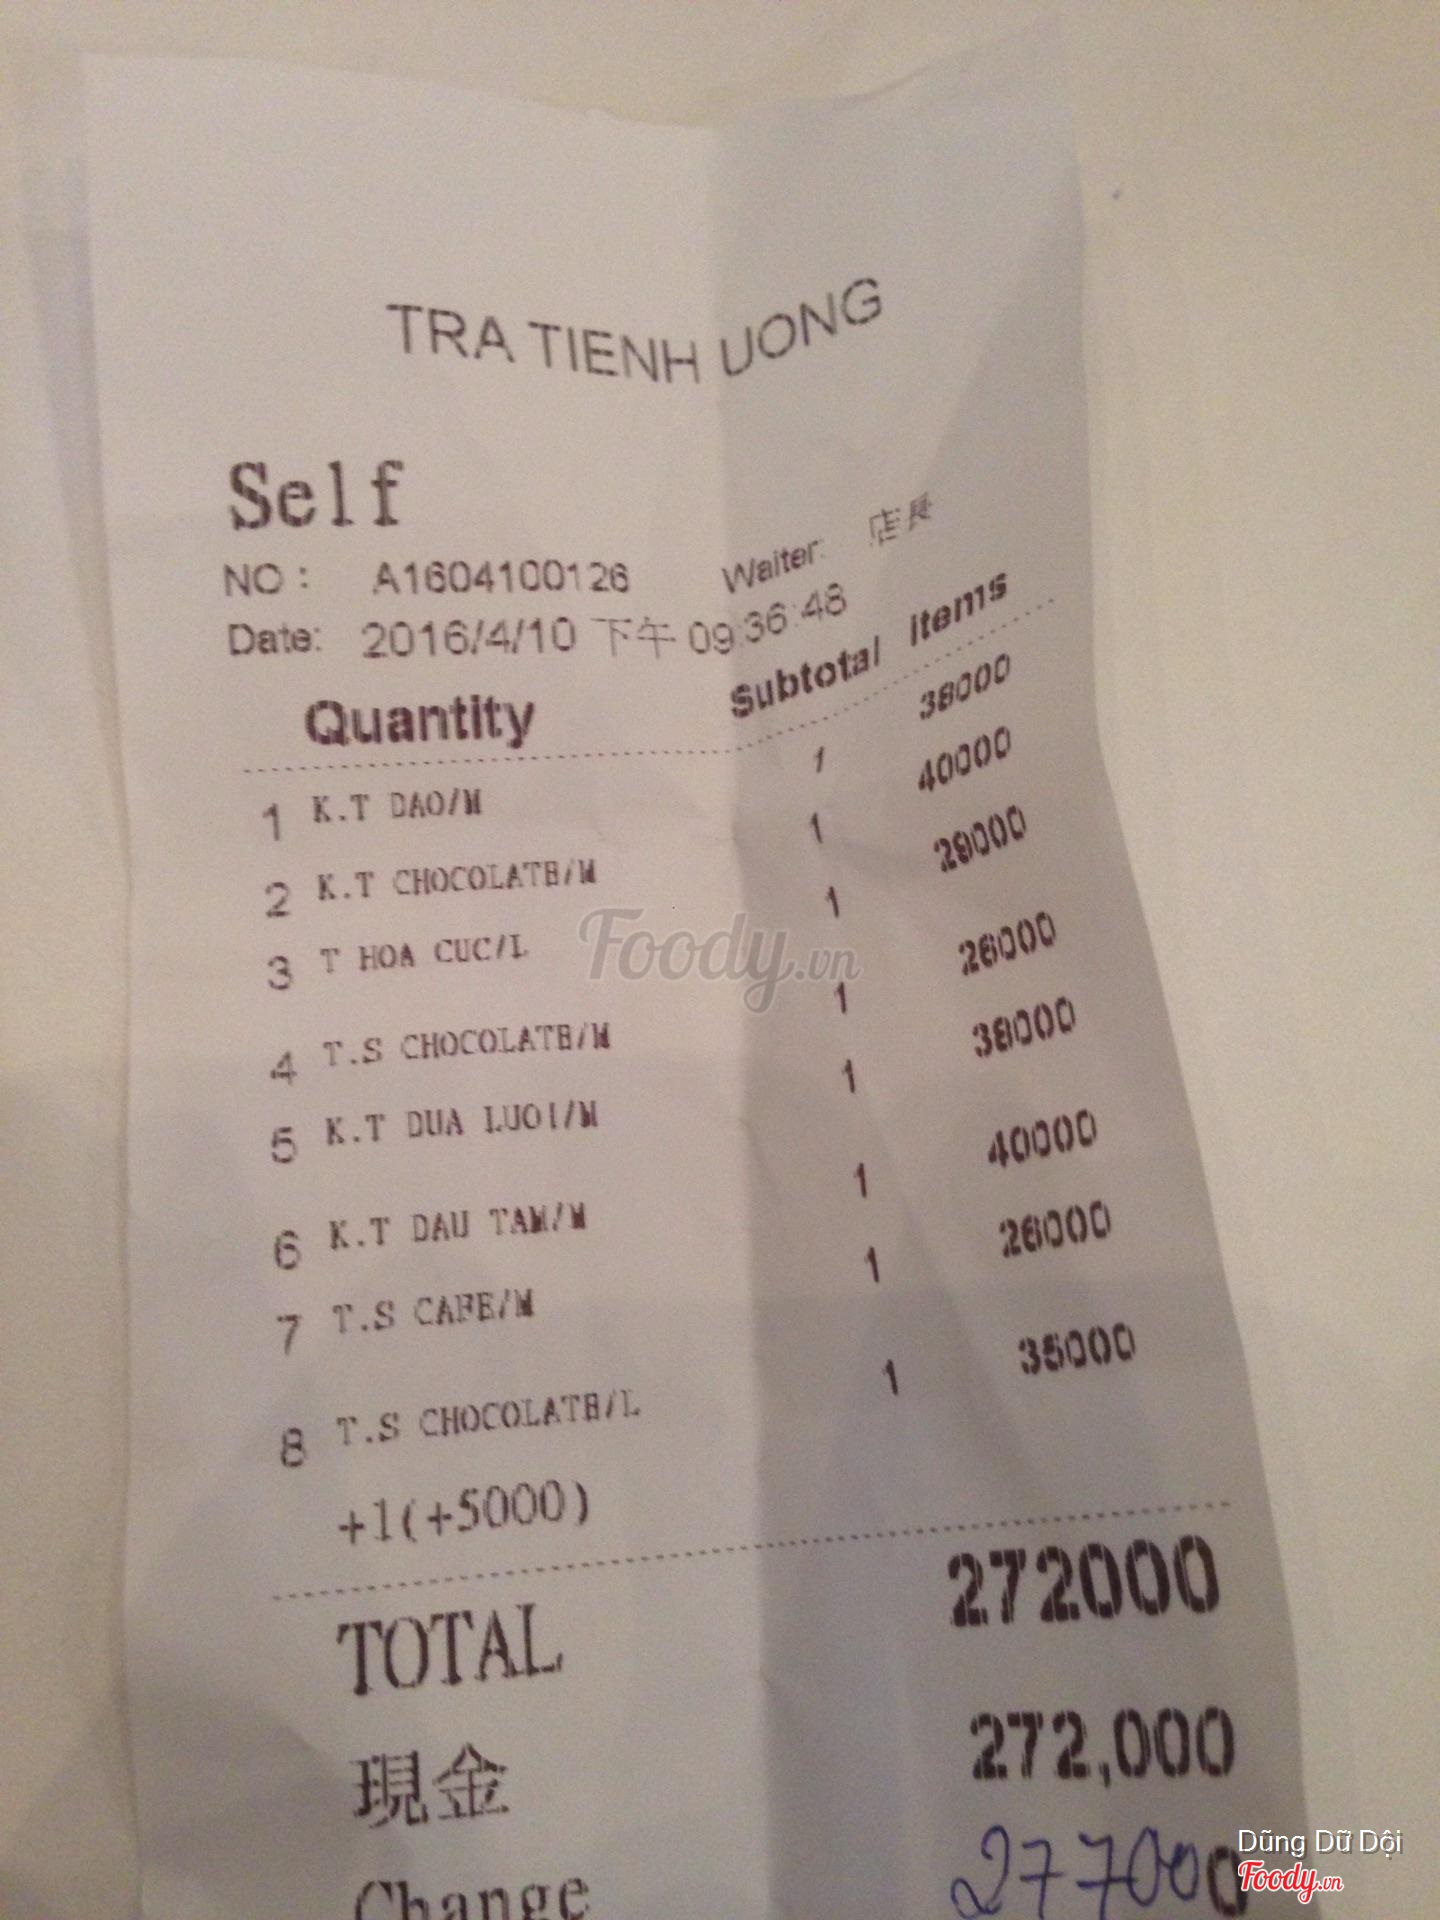 TRA TIENH UONG
Self
NO : A1604100126 Waiter: 店長
Date: 2016/4/10 下午 09:36:48
Quantity Subtotal Items
1 K.T DAO/M 1 38000
2 K.T CHOCOLATE/M 1 40000
3 T HOA CUC/L 1 29000
4 T.S CHOCOLATE/M 1 26000
5 K.T DUA LUOI/M 1 38000
6 K.T DAU TAM/M 1 40000
7 T.S CAFE/M 1 26000
8 T.S CHOCOLATE/L 1 35000
+1(+5000)
TOTAL 272000
現金 272,000
Change 0
277000
Foody.vn
Dũng Dữ Dội
Foody.vn